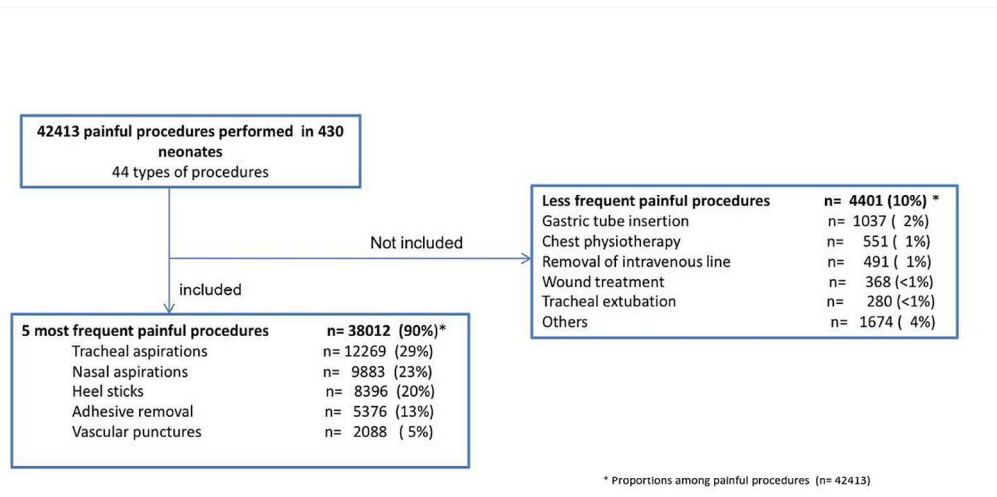 42413 painful procedures performed in 430
neonates
44 types of procedures
Less frequent painful procedures n= 4401 (10%) *
Gastric tube insertion n= 1037 ( 2%)
Chest physiotherapy n= 551 ( 1%)
Removal of intravenous line n= 491 ( 1%)
Wound treatment n= 368 (<1%)
Tracheal extubation n= 280 (<1%)
Others n= 1674 ( 4%)
Not included
included
5 most frequent painful procedures n= 38012 (90%)*
Tracheal aspirations n= 12269 (29%)
Nasal aspirations n= 9883 (23%)
Heel sticks n= 8396 (20%)
Adhesive removal n= 5376 (13%)
Vascular punctures n= 2088 ( 5%)
* Proportions among painful procedures (n= 42413)